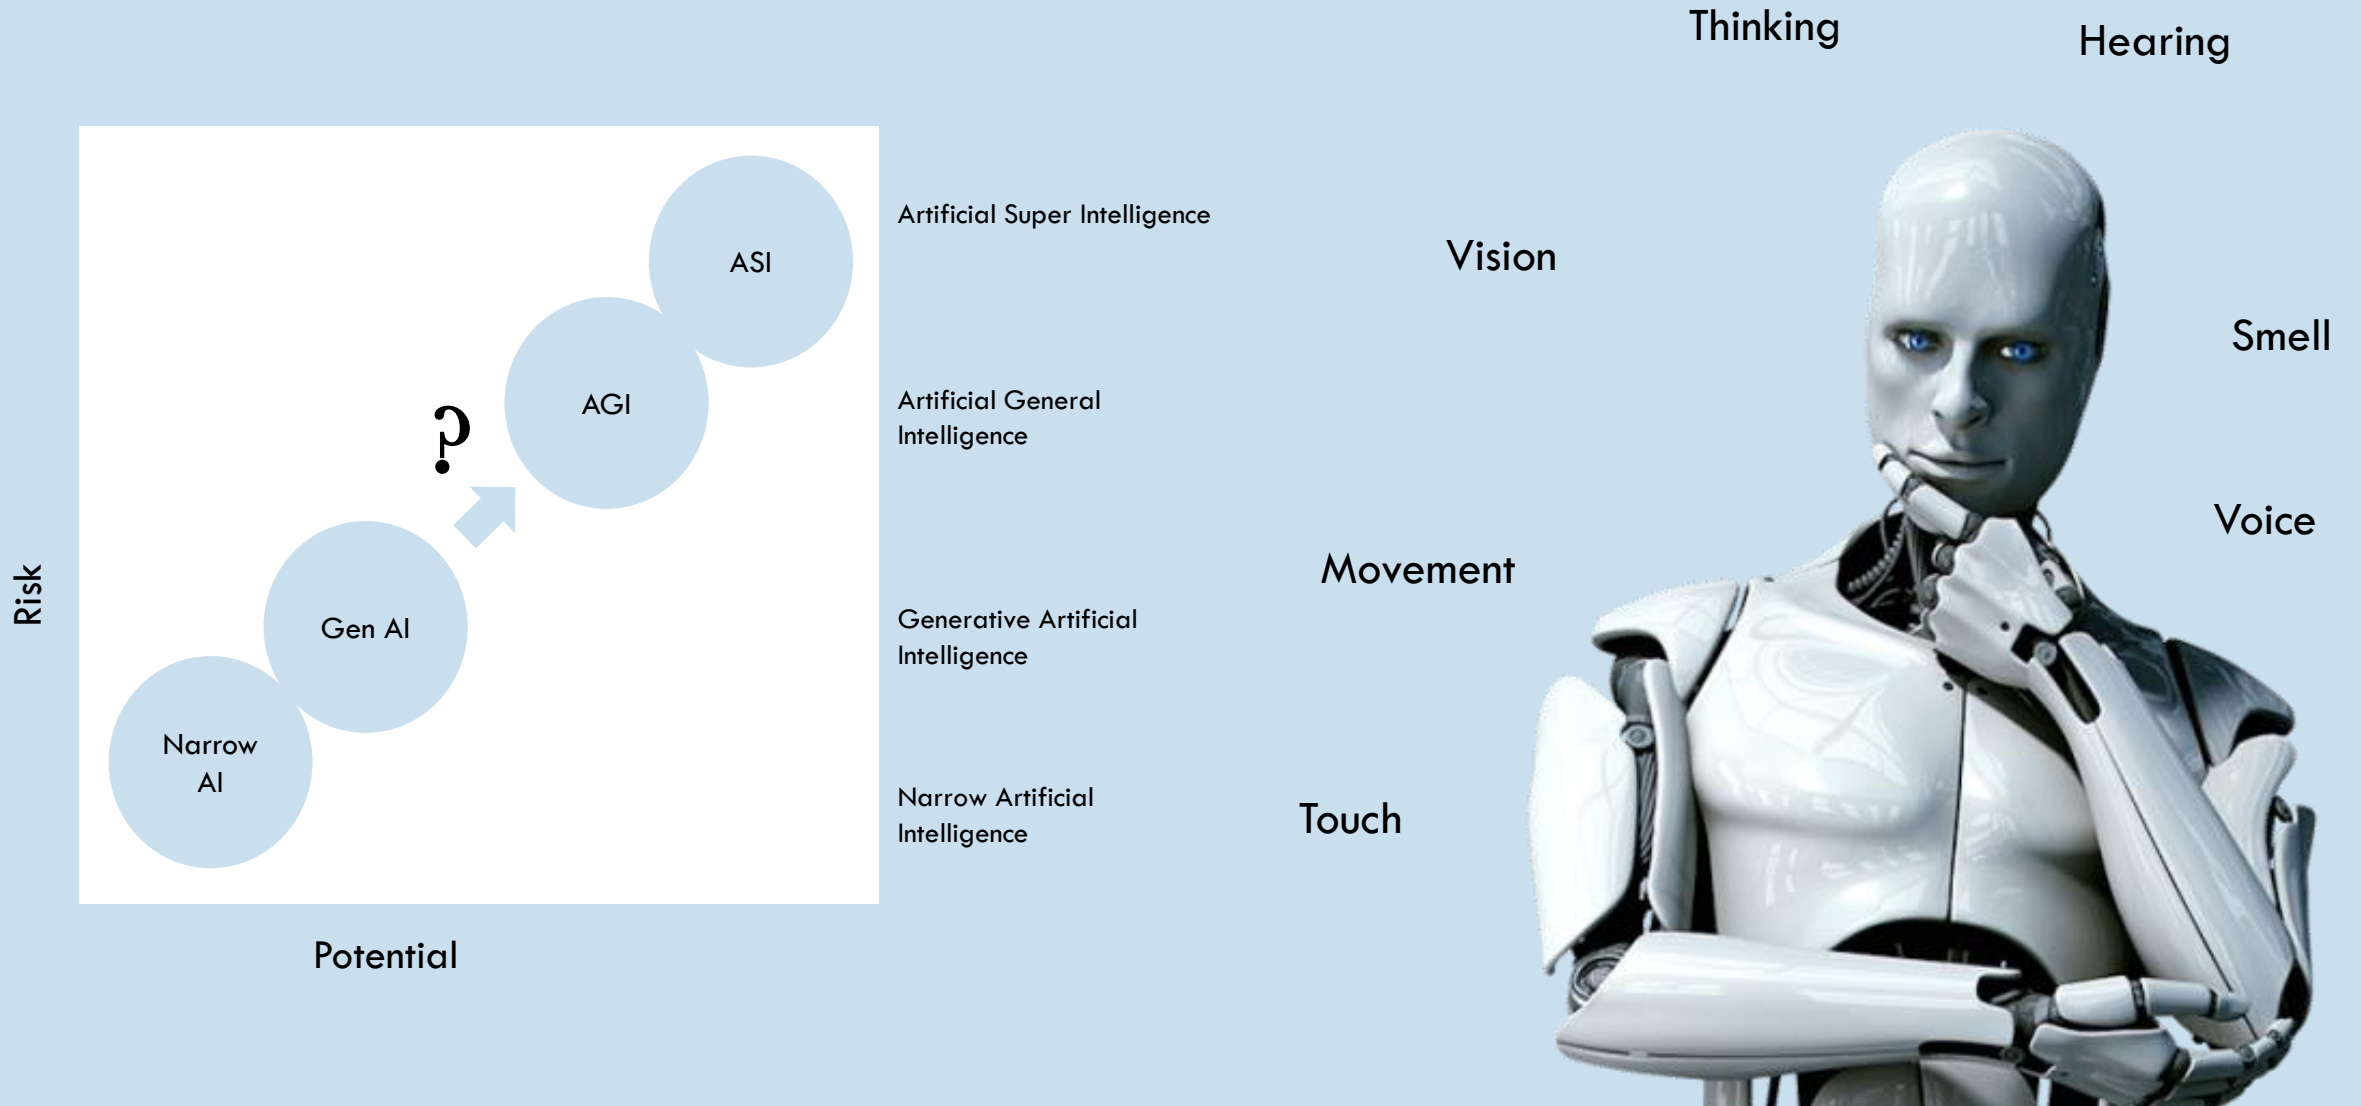 Thinking
Hearing
Artificial Super Intelligence
ASI
Vision
Smell
AGI
Artificial General
Intelligence
?
Voice
Movement
Risk
Gen AI
Generative Artificial
Intelligence
Narrow
AI
Narrow Artificial
Intelligence
Touch
Potential